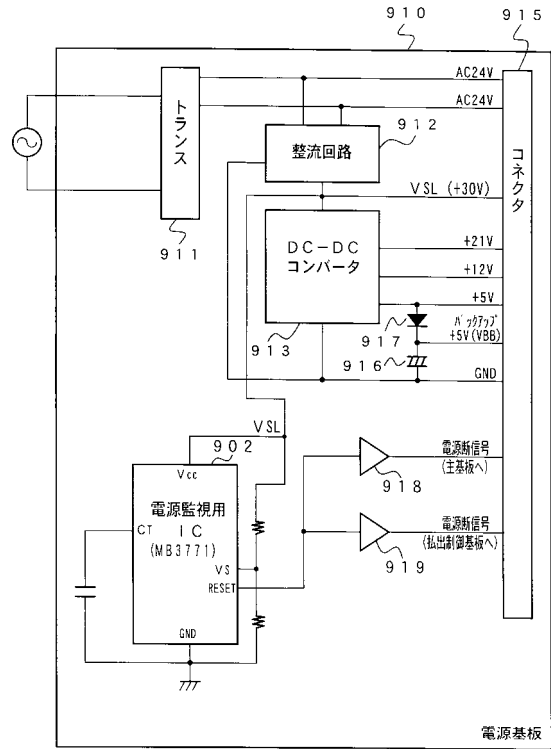 ９１５
９１０
AC24V
AC24V
トランス
９１２
整流回路
コネクタ
VSL (+30V)
９１１
DC-DC
コンバータ
+21V
+12V
+5V
９１７
バックアップ
+5V(VBB)
９１３
９１６
GND
VSL
９０２
Vcc
電源監視用
IC
(MB3771)
CT
VS
RESET
GND
電源断信号
(主基板へ)
９１８
電源断信号
(払出制御基板へ)
９１９
電源基板